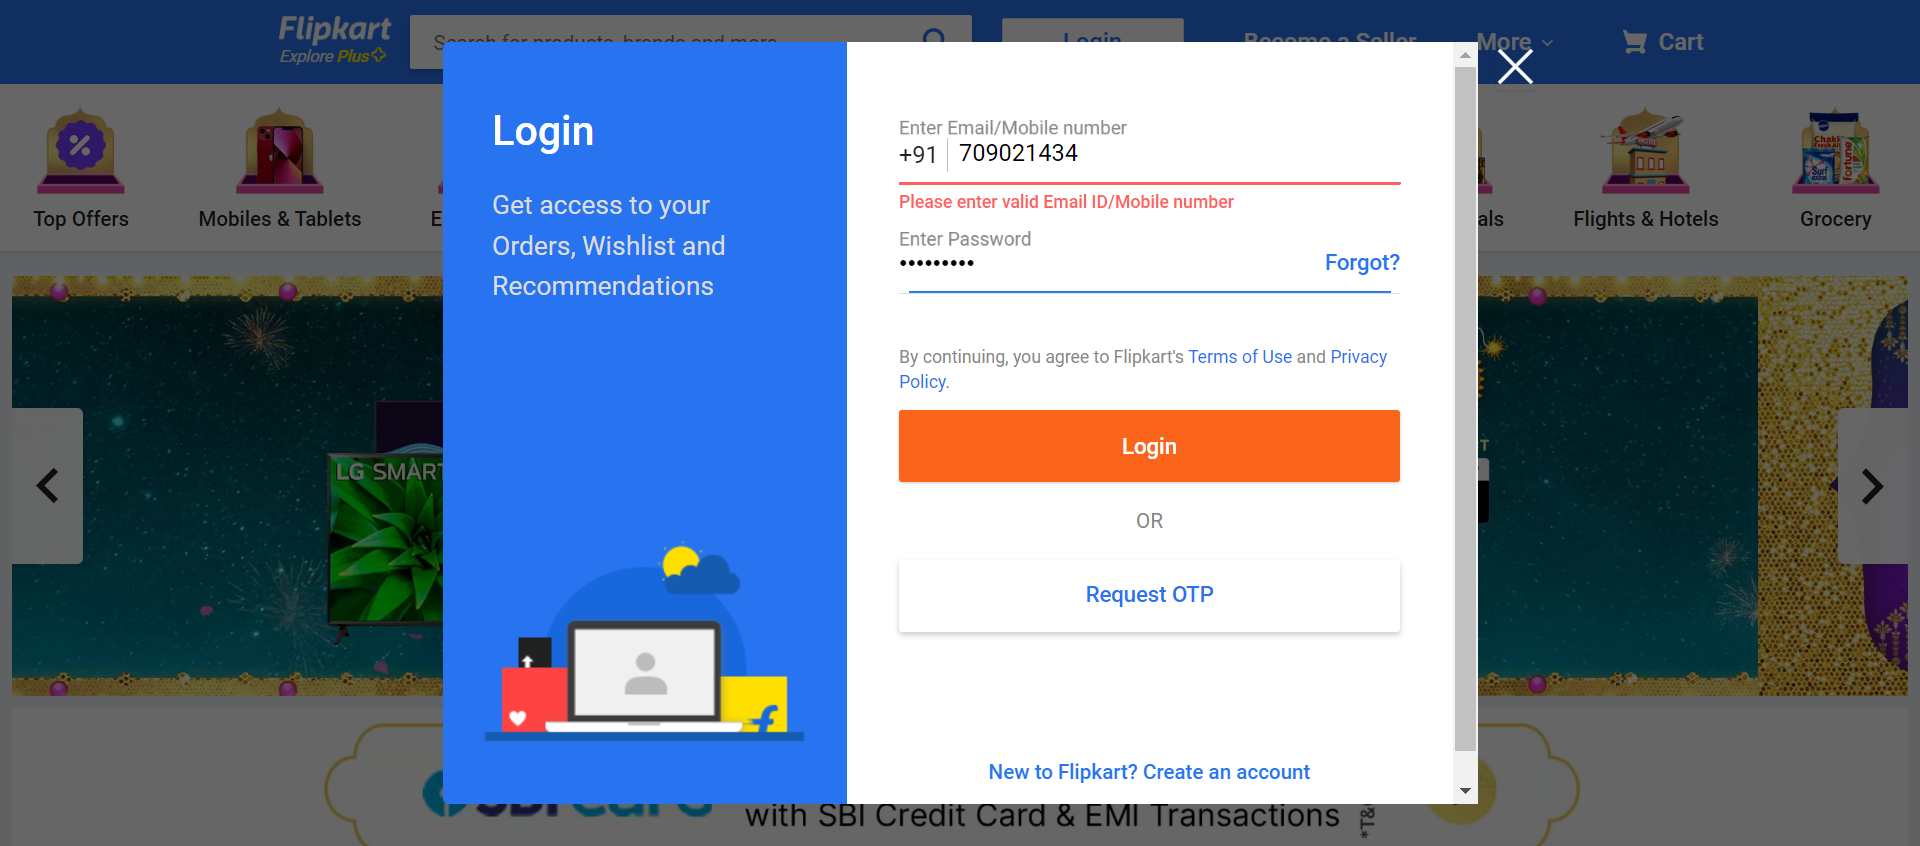 Flipkart
Explore Plus
Search for products, brands and more
Login
Become a Seller
More
Cart
Top Offers
Mobiles & Tablets
E
als
Flights & Hotels
Grocery
Login
Get access to your
Orders, Wishlist and
Recommendations
Enter Email/Mobile number
+91 709021434
Please enter valid Email ID/Mobile number
Enter Password
•••••••••
Forgot?
By continuing, you agree to Flipkart's Terms of Use and Privacy
Policy.
Login
OR
Request OTP
New to Flipkart? Create an account
LG SMART
SBI Card
with SBI Credit Card & EMI Transactions